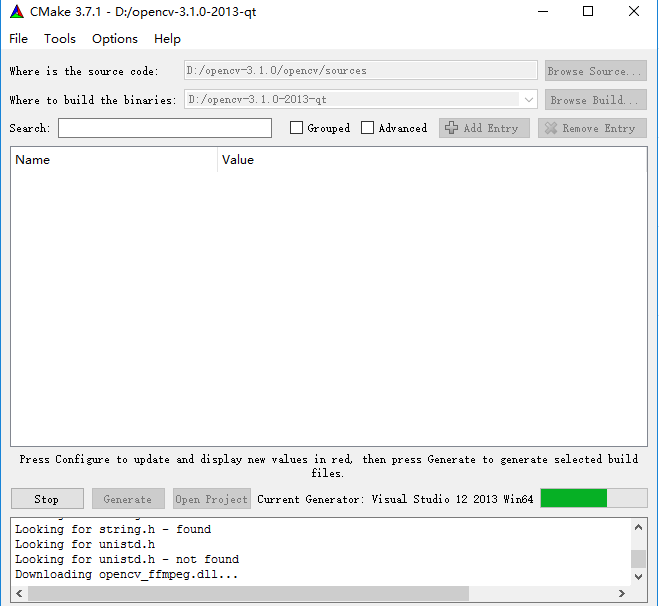 CMake 3.7.1 - D:/opencv-3.1.0-2013-qt
File Tools Options Help
Where is the source code: D:/opencv-3.1.0/opencv/sources Browse Source...
Where to build the binaries: D:/opencv-3.1.0-2013-qt Browse Build...
Search: Grouped Advanced Add Entry Remove Entry
Name Value
Press Configure to update and display new values in red, then press Generate to generate selected build
files.
Stop Generate Open Project Current Generator: Visual Studio 12 2013 Win64
Looking for string.h - found
Looking for unistd.h
Looking for unistd.h - not found
Downloading opencv_ffmpeg.dll...